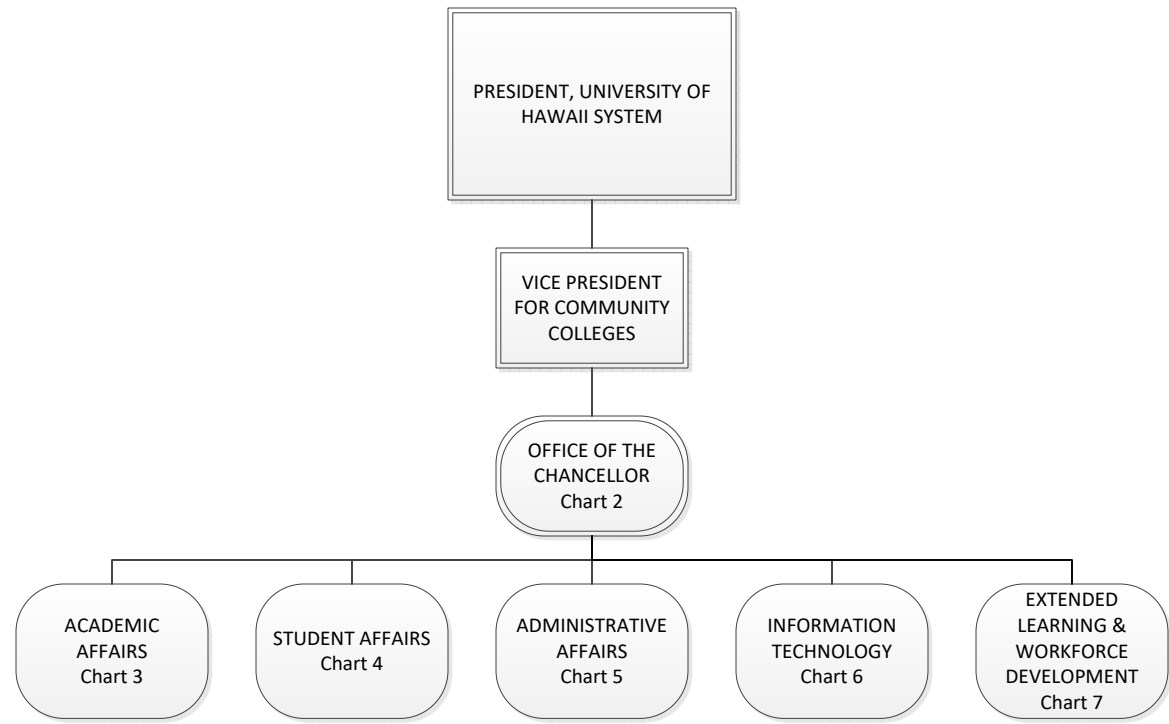 PRESIDENT, UNIVERSITY OF
HAWAII SYSTEM
VICE PRESIDENT
FOR COMMUNITY
COLLEGES
OFFICE OF THE
CHANCELLOR
Chart 2
ACADEMIC
AFFAIRS
Chart 3
STUDENT AFFAIRS
Chart 4
ADMINISTRATIVE
AFFAIRS
Chart 5
INFORMATION
TECHNOLOGY
Chart 6
EXTENDED
LEARNING &
WORKFORCE
DEVELOPMENT
Chart 7